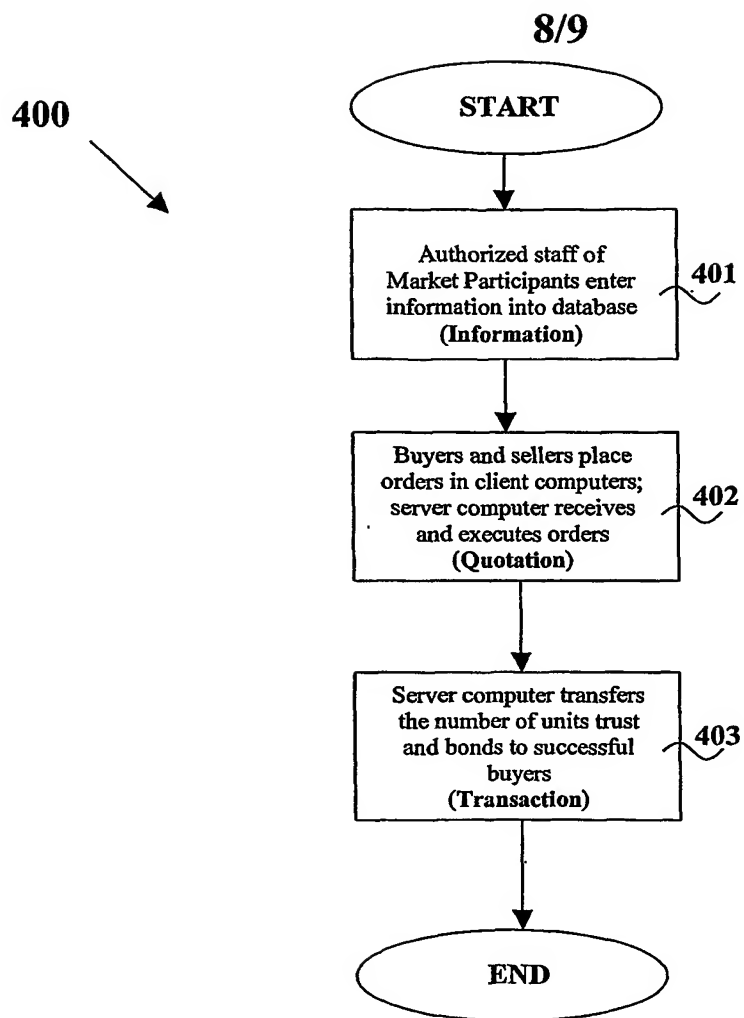 8/9
400
START
Authorized staff of
Market Participants enter
information into database
(Information)
401
Buyers and sellers place
orders in client computers;
server computer receives
and executes orders
(Quotation)
402
Server computer transfers
the number of units trust
and bonds to successful
buyers
(Transaction)
403
END